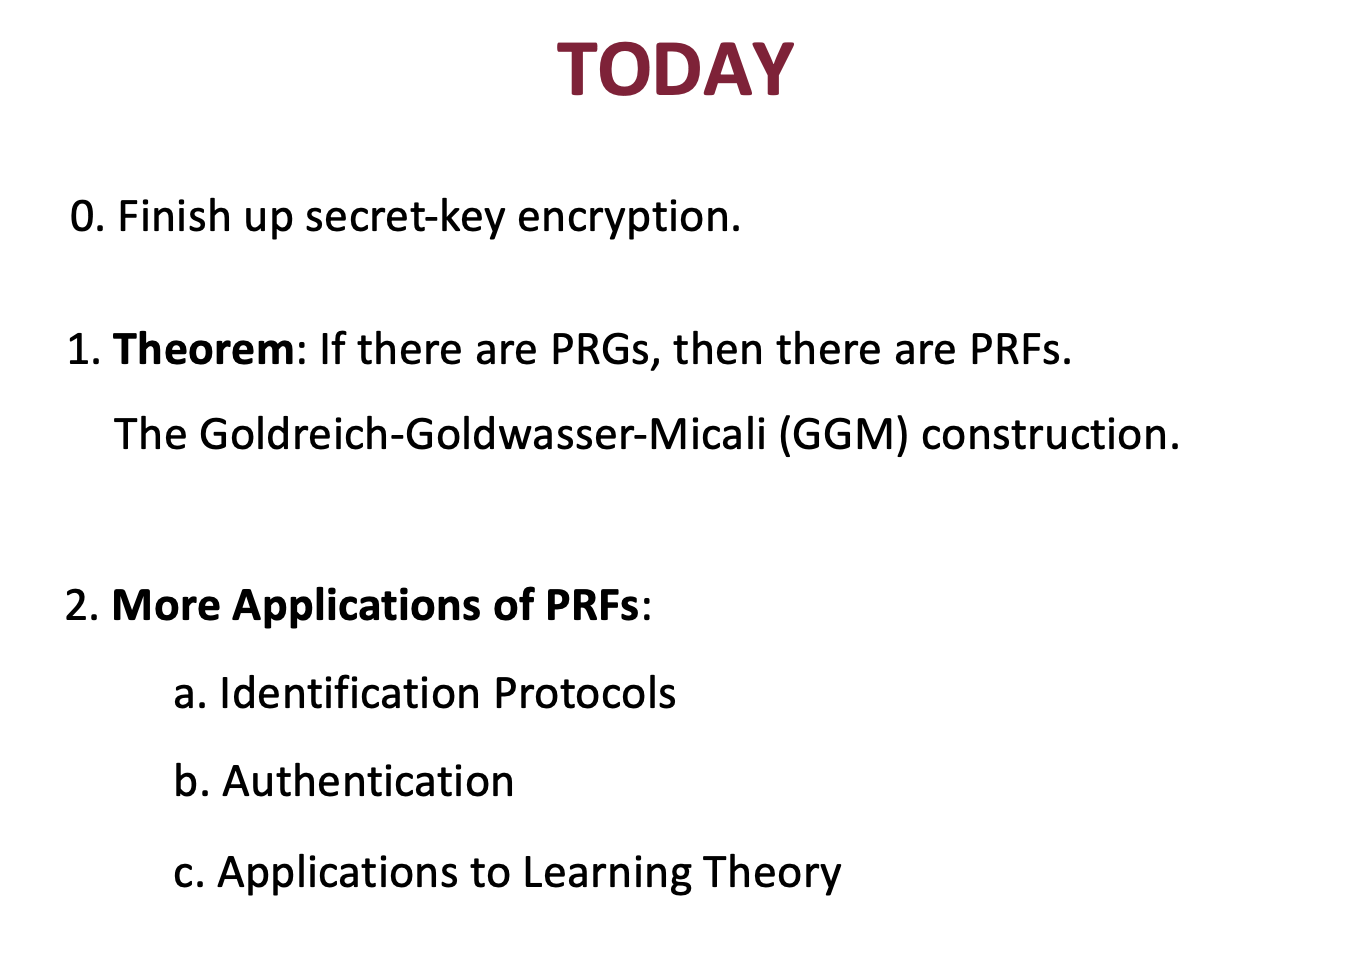 TODAY
0. Finish up secret-key encryption.
1. Theorem: If there are PRGs, then there are PRFs.
The Goldreich-Goldwasser-Micali (GGM) construction.
2. More Applications of PRFs:
a. Identification Protocols
b. Authentication
c. Applications to Learning Theory